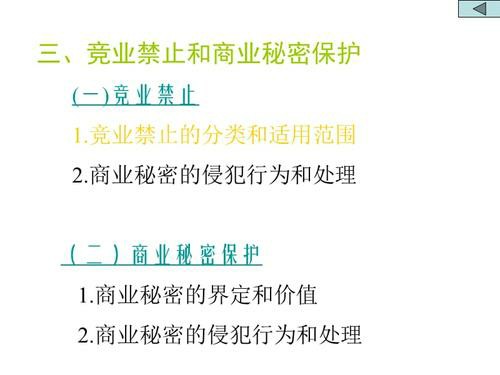 三、竞业禁止和商业秘密保护
(一)竞业禁止
1.竞业禁止的分类和适用范围
2.商业秘密的侵犯行为和处理
（二）商业秘密保护
1.商业秘密的界定和价值
2.商业秘密的侵犯行为和处理